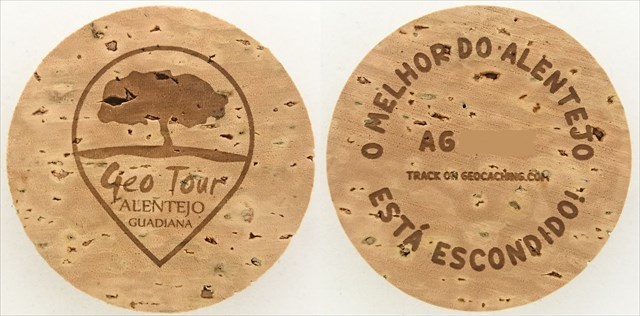 Geo Tour
ALENTEJO
GUADIANA
O MELHOR DO ALENTEJO
AG
TRACK ON GEOCACHING.COM
ESTÁ ESCONDIDO!